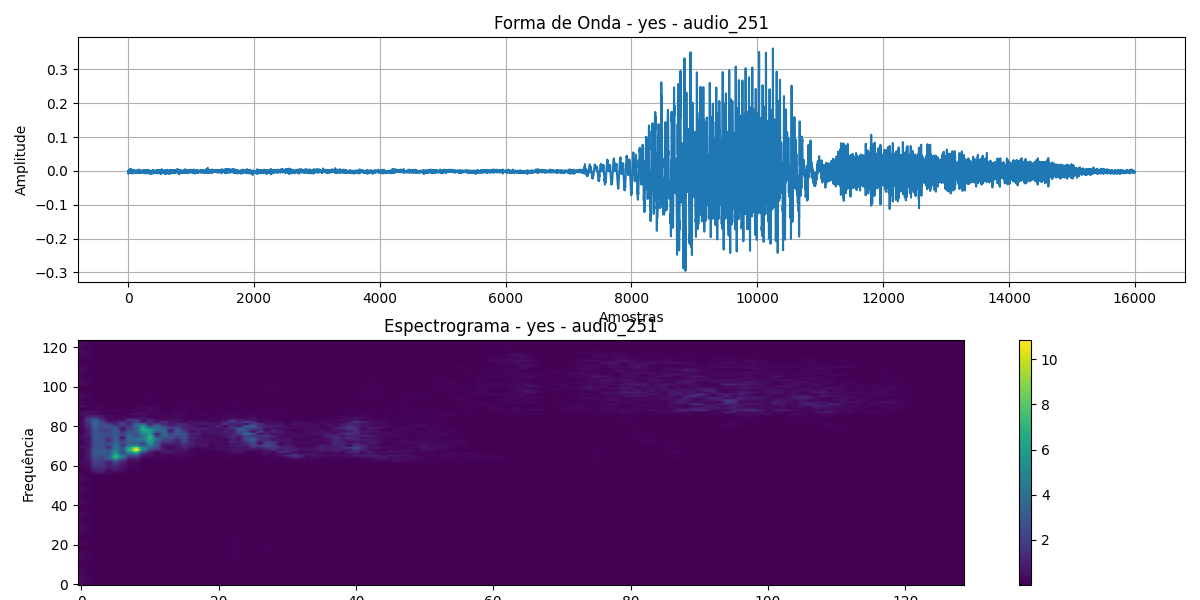 Forma de Onda - yes - audio_251
Amplitude
0.3
0.2
0.1
0.0
−0.1
−0.2
−0.3
0 2000 4000 6000 8000 10000 12000 14000 16000
Amostras
Espectrograma - yes - audio_251
Frequência
120
100
80
60
40
20
0
0 20 40 60 80 100 120
10
8
6
4
2